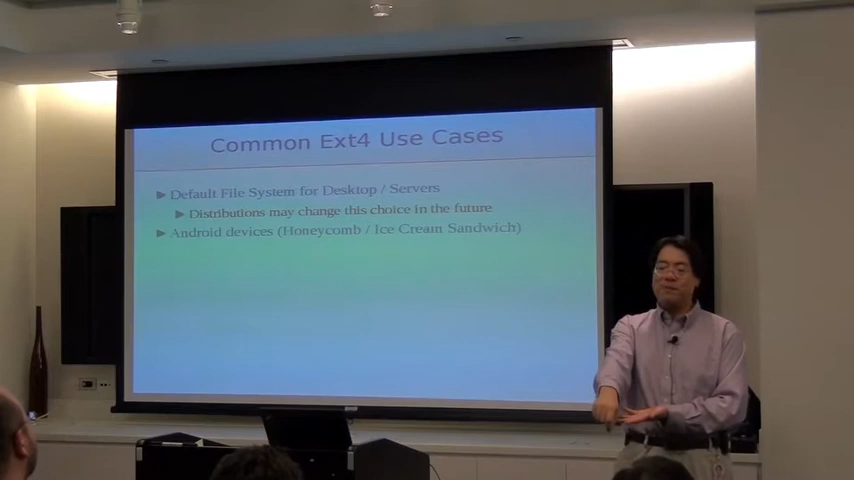 Common Ext4 Use Cases
Default File System for Desktop / Servers
Distributions may change this choice in the future
Android devices (Honeycomb / Ice Cream Sandwich)